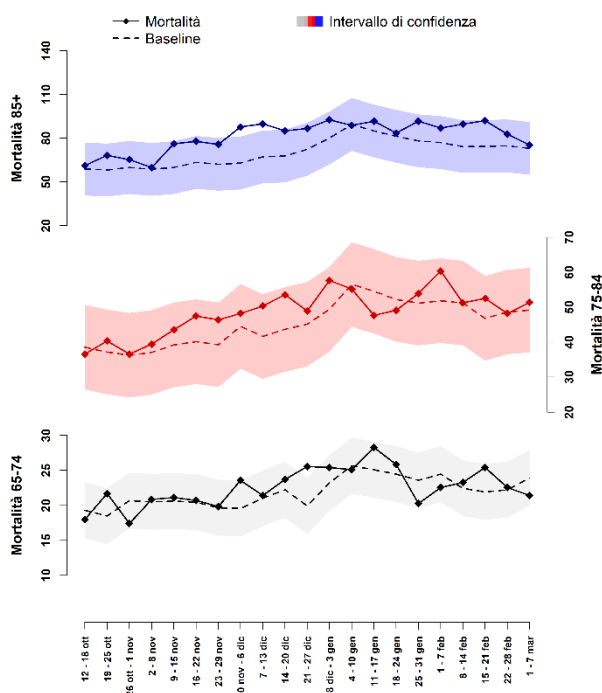 Mortalità
Intervallo di confidenza
Baseline
Mortalità 85+
140
110
80
50
20
Mortalità 75-84
70
60
50
40
30
20
Mortalità 65-74
30
25
20
15
10
12 - 18 ott
19 - 25 ott
26 ott - 1 nov
2 - 8 nov
9 - 15 nov
16 - 22 nov
23 - 29 nov
0 nov - 6 dic
7 - 13 dic
14 - 20 dic
21 - 27 dic
8 dic - 3 gen
4 - 10 gen
11 - 17 gen
18 - 24 gen
25 - 31 gen
1 - 7 feb
8 - 14 feb
15 - 21 feb
22 - 28 feb
1 - 7 mar